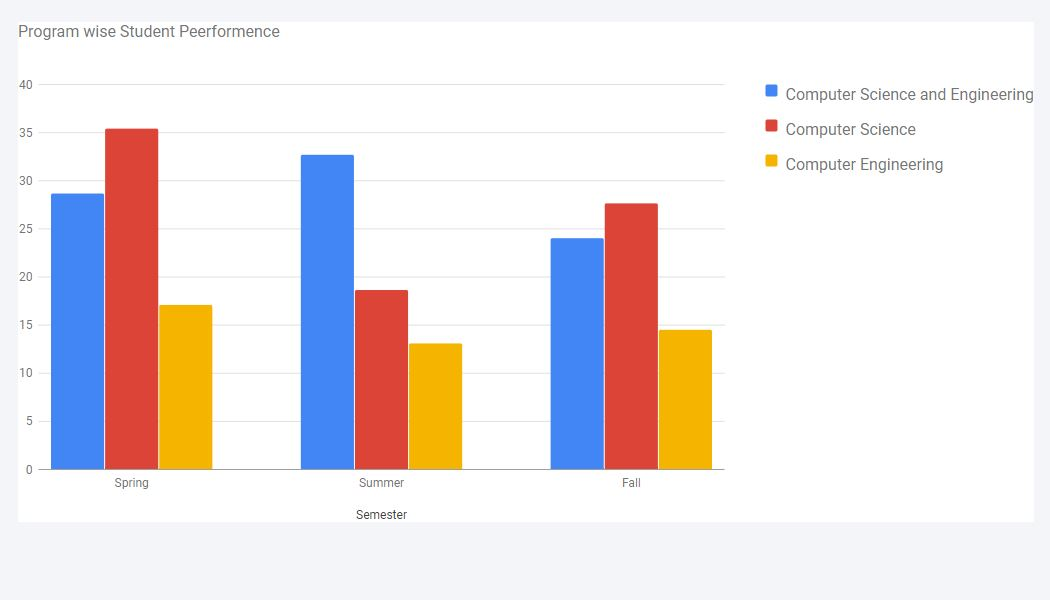 Program wise Student Peerformence
40
35
30
25
20
15
10
5
0
Spring Summer Fall
Semester
Computer Science and Engineering
Computer Science
Computer Engineering